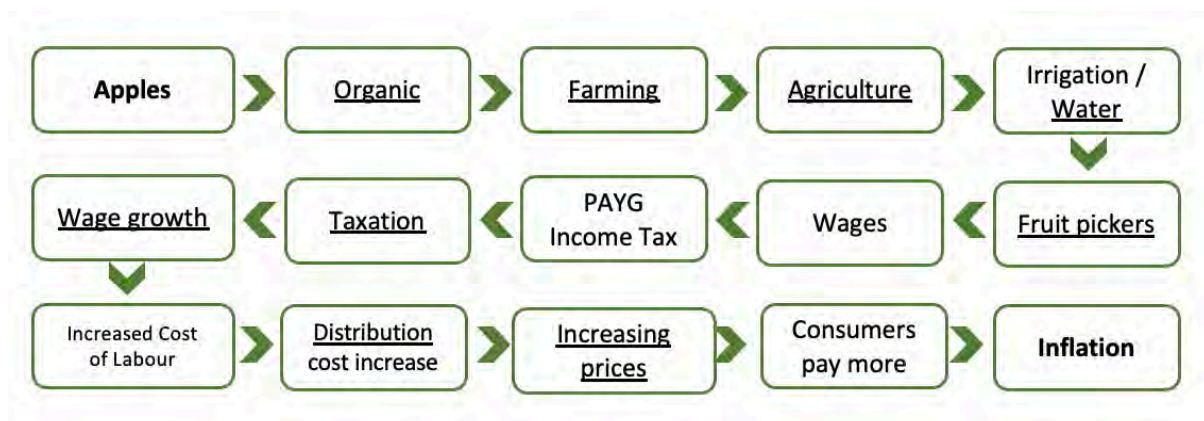 Apples
Organic
Farming
Agriculture
Irrigation /
Water
Fruit pickers
Wages
PAYG
Income Tax
Taxation
Wage growth
Increased Cost
of Labour
Distribution
cost increase
Increasing
prices
Consumers
pay more
Inflation